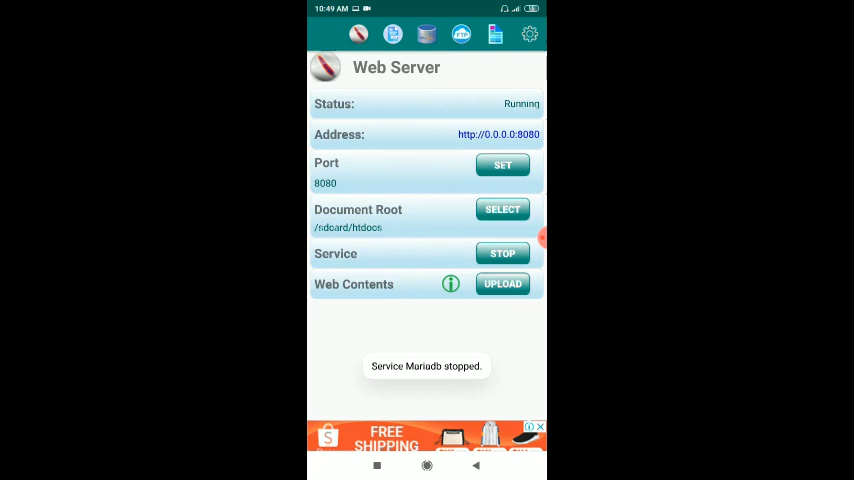 10:49 AM
FTP
Web Server
Status:
Running
Address:
http://0.0.0.0:8080
Port
SET
8080
Document Root
SELECT
/sdcard/htdocs
Service
STOP
Web Contents
UPLOAD
Service Mariadb stopped.
S
FREE
SHIPPING